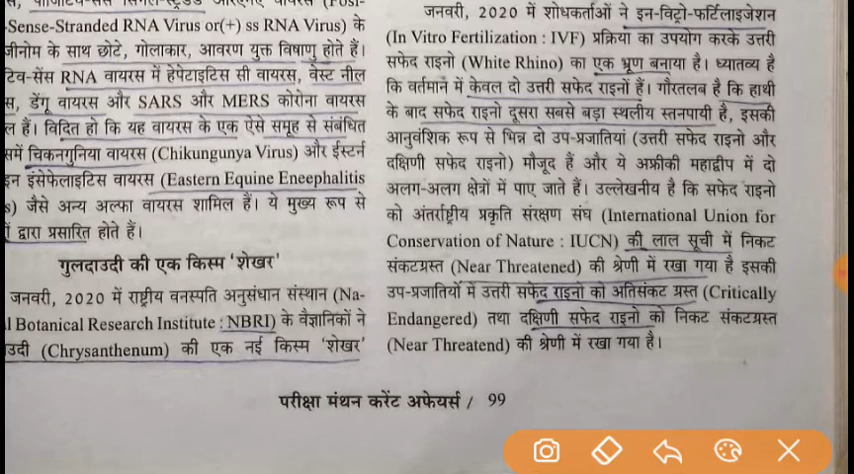 पॉजिटिव-सेंस सिंगल-स्ट्रैंडेड आरएनए वायरस (Posi-
-Sense-Stranded RNA Virus or(+) ss RNA Virus) के
जीनोम के साथ छोटे, गोलाकार, आवरण युक्त विषाणु होते हैं।
टिव-सेंस RNA वायरस में हेपेटाइटिस सी वायरस, वेस्ट नील
स, डेंगू वायरस और SARS और MERS कोरोना वायरस
ल हैं। विदित हो कि यह वायरस के एक ऐसे समूह से संबंधित
समें चिकनगुनिया वायरस (Chikungunya Virus) और ईस्टर्न
इन इंसेफेलाइटिस वायरस (Eastern Equine Eneephalitis
s) जैसे अन्य अल्फा वायरस शामिल हैं। ये मुख्य रूप से
ों द्वारा प्रसारित होते हैं।
गुलदाउदी की एक किस्म 'शेखर'
जनवरी, 2020 में राष्ट्रीय वनस्पति अनुसंधान संस्थान (Na-
l Botanical Research Institute : NBRI) के वैज्ञानिकों ने
उदी (Chrysanthenum) की एक नई किस्म 'शेखर'
जनवरी, 2020 में शोधकर्ताओं ने इन-विट्रो-फर्टिलाइजेशन
(In Vitro Fertilization : IVF) प्रक्रिया का उपयोग करके उत्तरी
सफेद राइनो (White Rhino) का एक भ्रूण बनाया है। ध्यातव्य है
कि वर्तमान में केवल दो उत्तरी सफेद राइनों हैं। गौरतलब है कि हाथी
के बाद सफेद राइनो दूसरा सबसे बड़ा स्थलीय स्तनपायी है, इसकी
आनुवंशिक रूप से भिन्न दो उप-प्रजातियां (उत्तरी सफेद राइनो और
दक्षिणी सफेद राइनो) मौजूद हैं और ये अफ्रीकी महाद्वीप में दो
अलग-अलग क्षेत्रों में पाए जाते हैं। उल्लेखनीय है कि सफेद राइनो
को अंतर्राष्ट्रीय प्रकृति संरक्षण संघ (International Union for
Conservation of Nature : IUCN) की लाल सूची में निकट
संकटग्रस्त (Near Threatened) की श्रेणी में रखा गया है इसकी
उप-प्रजातियों में उत्तरी सफेद राइनो को अतिसंकट ग्रस्त (Critically
Endangered) तथा दक्षिणी सफेद राइनो को निकट संकटग्रस्त
(Near Threatend) की श्रेणी में रखा गया है।
परीक्षा मंथन करेंट अफेयर्स / 99